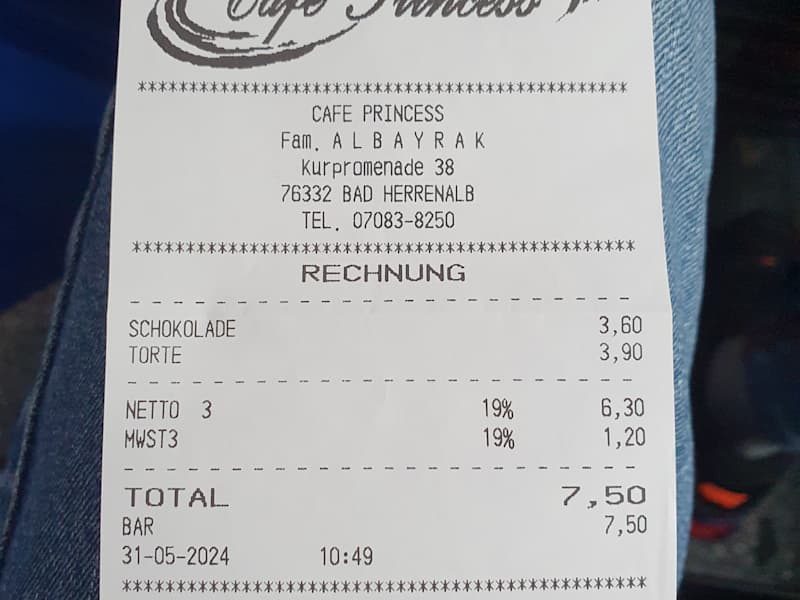 Cafe Princess
*************************************************
CAFE PRINCESS
Fam. A L B A Y R A K
Kurpromenade 38
76332 BAD HERRENALB
TEL. 07083-8250
*************************************************
RECHNUNG
- - - - - - - - - - - - - - - - - - - - - - - -
SCHOKOLADE 3,60
TORTE 3,90
- - - - - - - - - - - - - - - - - - - - - - - -
NETTO 3 19% 6,30
MWST3 19% 1,20
- - - - - - - - - - - - - - - - - - - - - - - -
TOTAL 7,50
BAR 7,50
31-05-2024 10:49
*************************************************